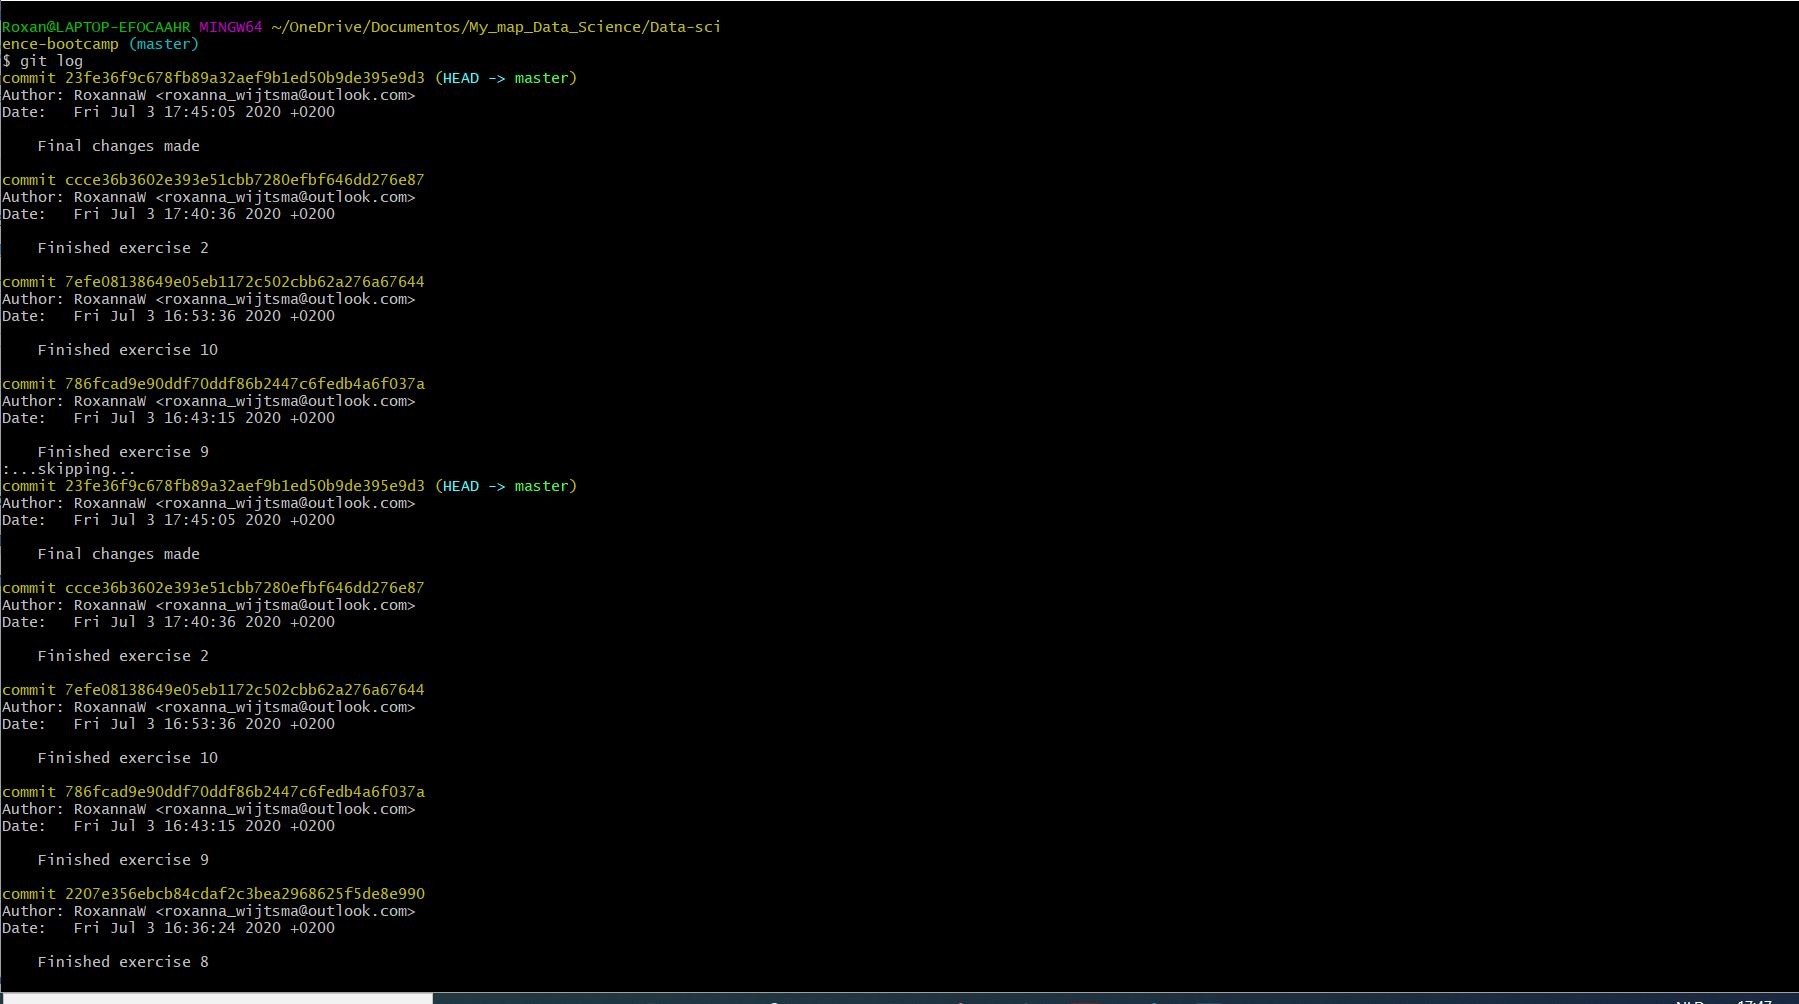 Roxan@LAPTOP-EFOCAAHR MINGW64 ~/OneDrive/Documentos/My_map_Data_Science/Data-sci
ence-bootcamp (master)
$ git log
commit 23fe36f9c678fb89a32aef9b1ed50b9de395e9d3 (HEAD -> master)
Author: RoxannaW <roxanna_wijtsma@outlook.com>
Date:   Fri Jul 3 17:45:05 2020 +0200
    Final changes made
commit ccce36b3602e393e51cbb7280efbf646dd276e87
Author: RoxannaW <roxanna_wijtsma@outlook.com>
Date:   Fri Jul 3 17:40:36 2020 +0200
    Finished exercise 2
commit 7efe08138649e05eb1172c502cbb62a276a67644
Author: RoxannaW <roxanna_wijtsma@outlook.com>
Date:   Fri Jul 3 16:53:36 2020 +0200
    Finished exercise 10
commit 786fcad9e90ddf70ddf86b2447c6fedb4a6f037a
Author: RoxannaW <roxanna_wijtsma@outlook.com>
Date:   Fri Jul 3 16:43:15 2020 +0200
    Finished exercise 9
:...skipping...
commit 23fe36f9c678fb89a32aef9b1ed50b9de395e9d3 (HEAD -> master)
Author: RoxannaW <roxanna_wijtsma@outlook.com>
Date:   Fri Jul 3 17:45:05 2020 +0200
    Final changes made
commit ccce36b3602e393e51cbb7280efbf646dd276e87
Author: RoxannaW <roxanna_wijtsma@outlook.com>
Date:   Fri Jul 3 17:40:36 2020 +0200
    Finished exercise 2
commit 7efe08138649e05eb1172c502cbb62a276a67644
Author: RoxannaW <roxanna_wijtsma@outlook.com>
Date:   Fri Jul 3 16:53:36 2020 +0200
    Finished exercise 10
commit 786fcad9e90ddf70ddf86b2447c6fedb4a6f037a
Author: RoxannaW <roxanna_wijtsma@outlook.com>
Date:   Fri Jul 3 16:43:15 2020 +0200
    Finished exercise 9
commit 2207e356ebcb84cdaf2c3bea2968625f5de8e990
Author: RoxannaW <roxanna_wijtsma@outlook.com>
Date:   Fri Jul 3 16:36:24 2020 +0200
    Finished exercise 8